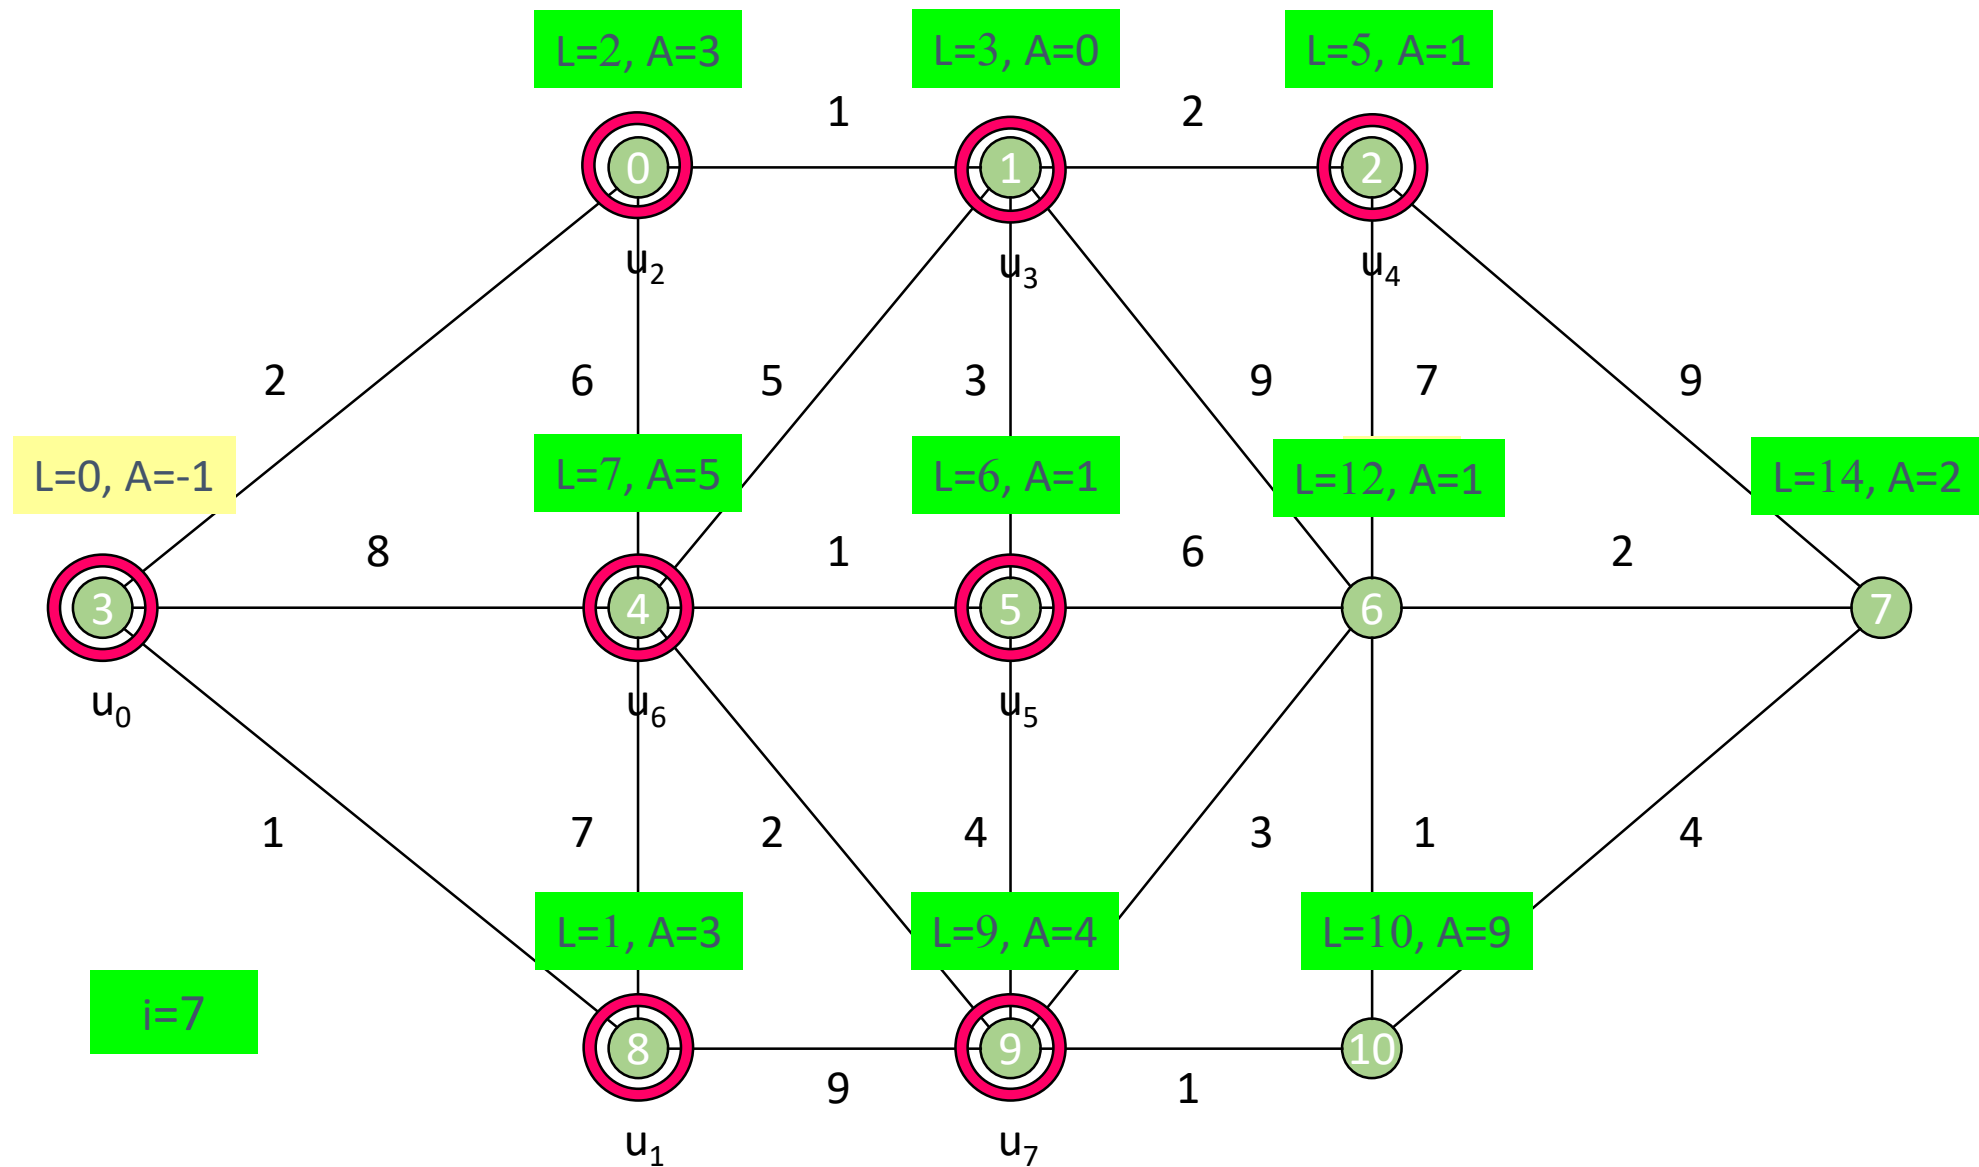 L=2, A=3
L=3, A=0
L=5, A=1
1
2
0
1
2
u2
u3
u4
2
6
5
3
9
7
9
L=0, A=-1
L=7, A=5
L=6, A=1
L=12, A=1
L=14, A=2
8
1
6
2
3
4
5
6
7
u0
u6
u5
1
7
2
4
3
1
4
L=1, A=3
L=9, A=4
L=10, A=9
i=7
8
9
10
9
1
u1
u7